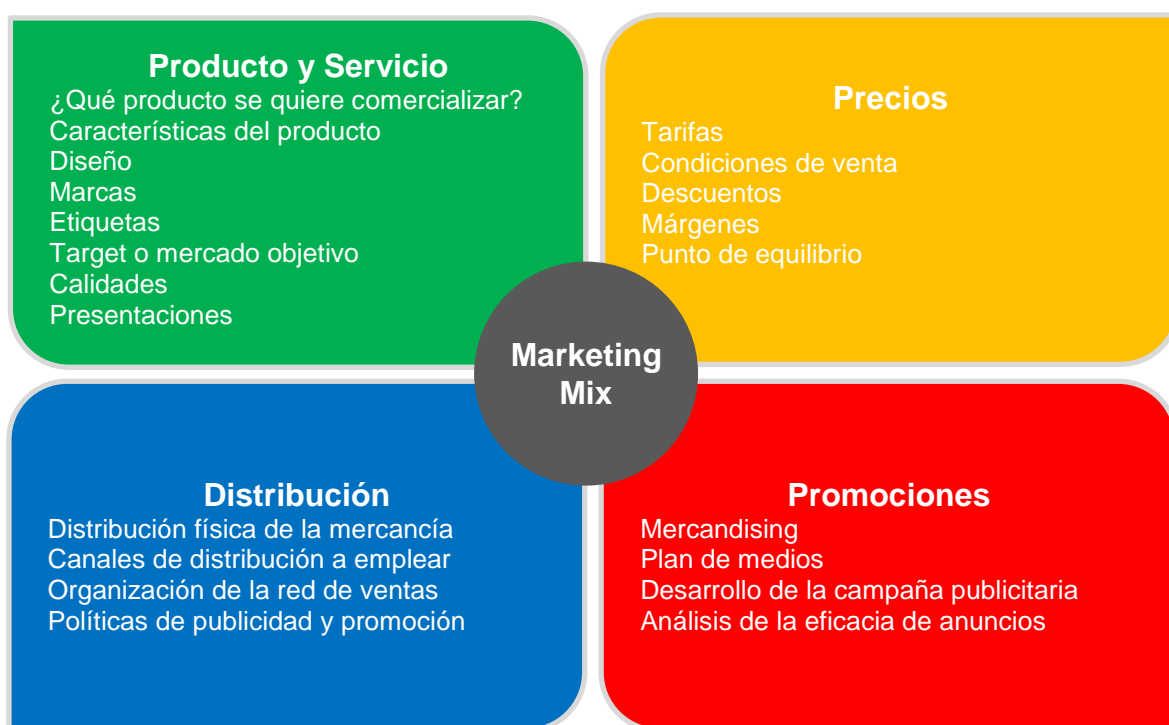 Producto y Servicio
¿Qué producto se quiere comercializar?
Características del producto
Diseño
Marcas
Etiquetas
Target o mercado objetivo
Calidades
Presentaciones
Precios
Tarifas
Condiciones de venta
Descuentos
Márgenes
Punto de equilibrio
Marketing
Mix
Distribución
Distribución física de la mercancía
Canales de distribución a emplear
Organización de la red de ventas
Políticas de publicidad y promoción
Promociones
Mercandising
Plan de medios
Desarrollo de la campaña publicitaria
Análisis de la eficacia de anuncios